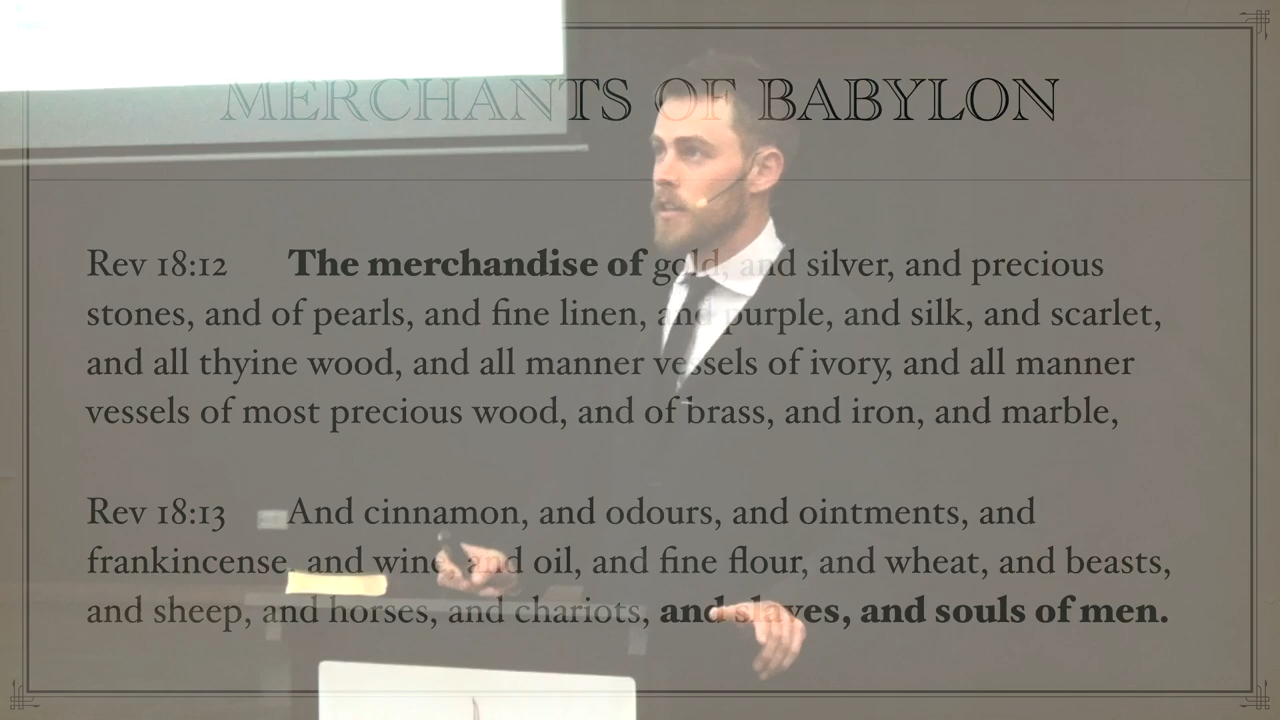 MERCHANTS OF BABYLON
Rev 18:12 The merchandise of gold, and silver, and precious
stones, and of pearls, and fine linen, and purple, and silk, and scarlet,
and all thyine wood, and all manner vessels of ivory, and all manner
vessels of most precious wood, and of brass, and iron, and marble,
Rev 18:13 And cinnamon, and odours, and ointments, and
frankincense, and wine, and oil, and fine flour, and wheat, and beasts,
and sheep, and horses, and chariots, and slaves, and souls of men.